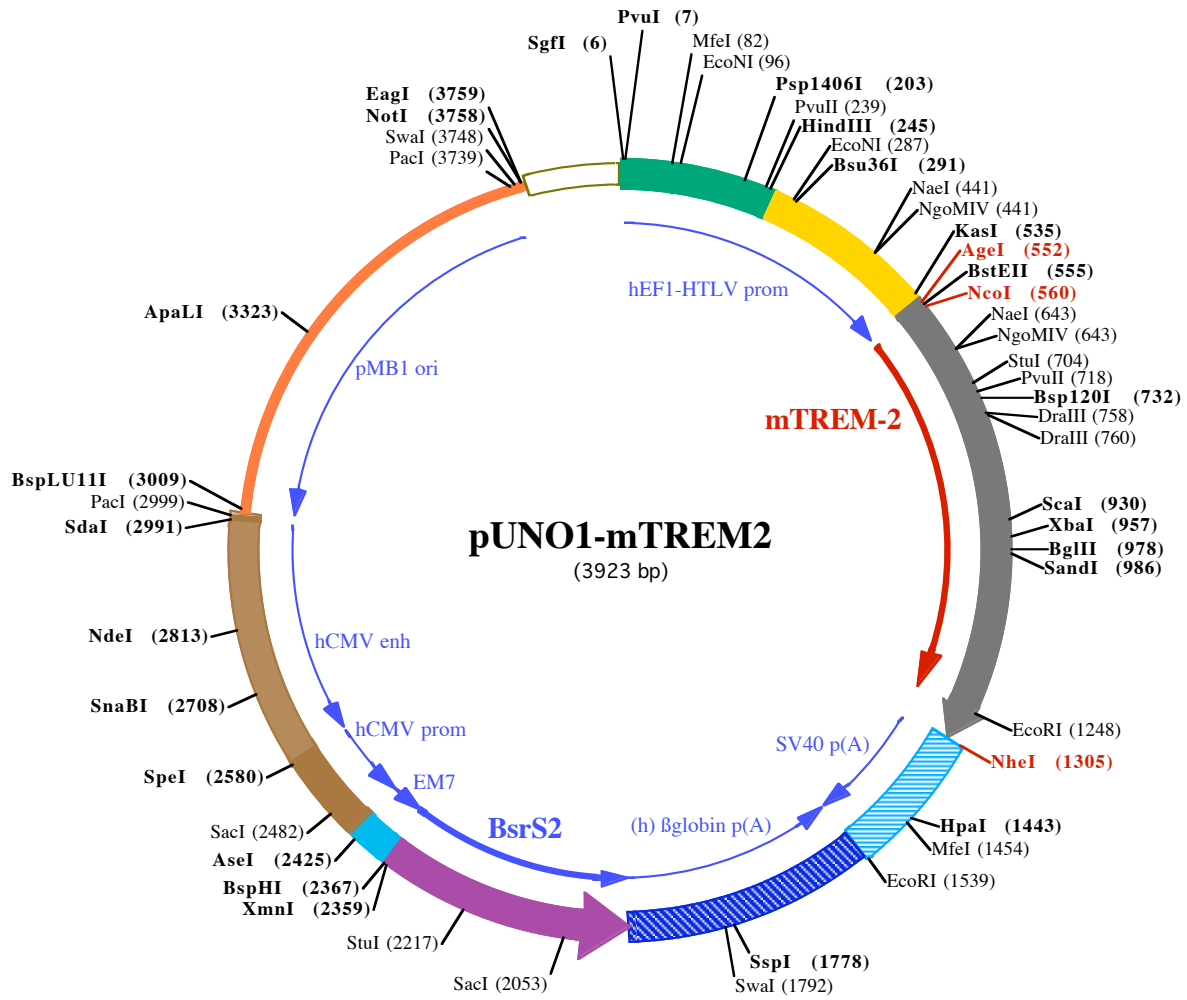 PvuI (7)
SgfI (6)
MfeI (82)
EcoNI (96)
Psp1406I (203)
PvuII (239)
HindIII (245)
EcoNI (287)
Bsu36I (291)
NaeI (441)
NgoMIV (441)
KasI (535)
AgeI (552)
BstEII (555)
NcoI (560)
NaeI (643)
NgoMIV (643)
StuI (704)
PvuII (718)
Bsp120I (732)
DraIII (758)
DraIII (760)
ScaI (930)
XbaI (957)
BglII (978)
SandI (986)
EcoRI (1248)
NheI (1305)
HpaI (1443)
MfeI (1454)
EcoRI (1539)
SspI (1778)
SwaI (1792)
SacI (2053)
StuI (2217)
XmnI (2359)
BspHI (2367)
AseI (2425)
SacI (2482)
SpeI (2580)
SnaBI (2708)
NdeI (2813)
SdaI (2991)
PacI (2999)
BspLU11I (3009)
ApaLI (3323)
PacI (3739)
SwaI (3748)
NotI (3758)
EagI (3759)
hEF1-HTLV prom
mTREM-2
SV40 p(A)
(h) ßglobin p(A)
BsrS2
EM7
hCMV prom
hCMV enh
pMB1 ori
pUNO1-mTREM2
(3923 bp)